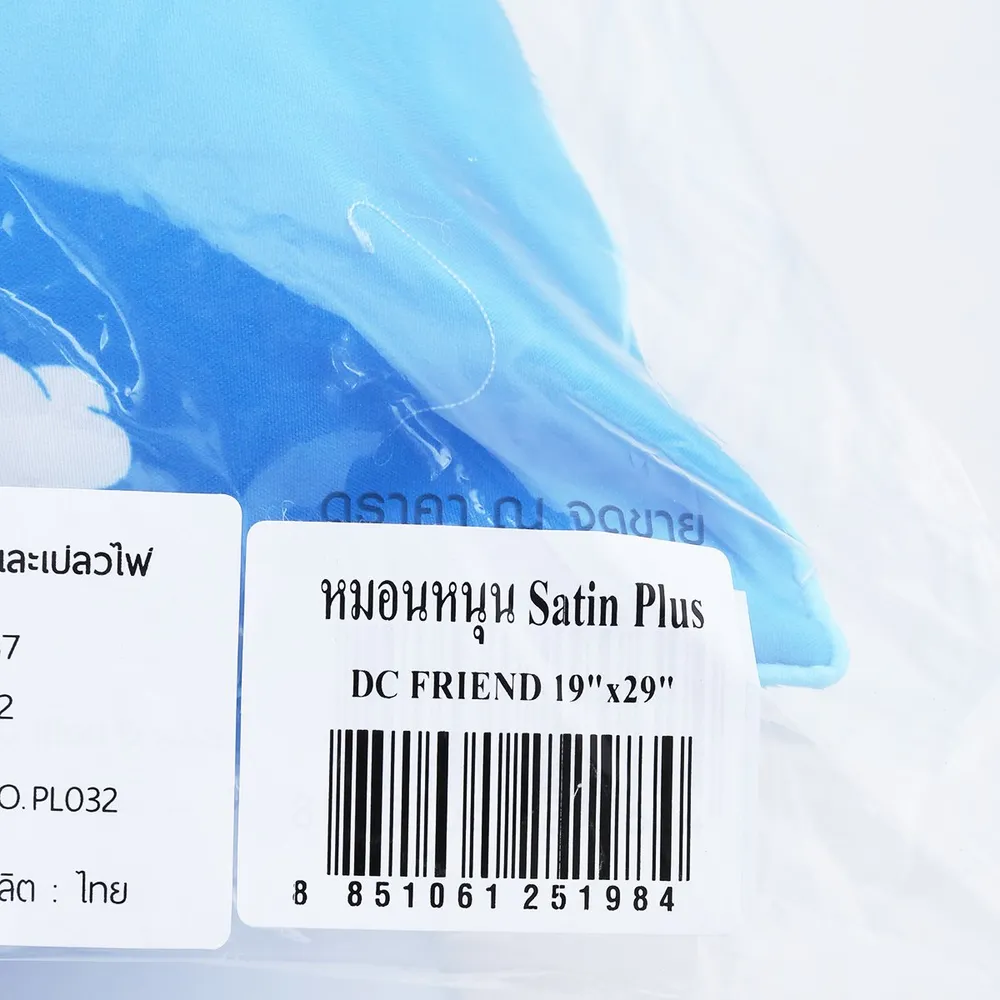 ดราคา ณ จุดขาย
และเปลวไฟ
7
2
O. PL032
ลิต : ไทย
หมอนหนุน Satin Plus
DC FRIEND 19"x29"
8 851061 251984